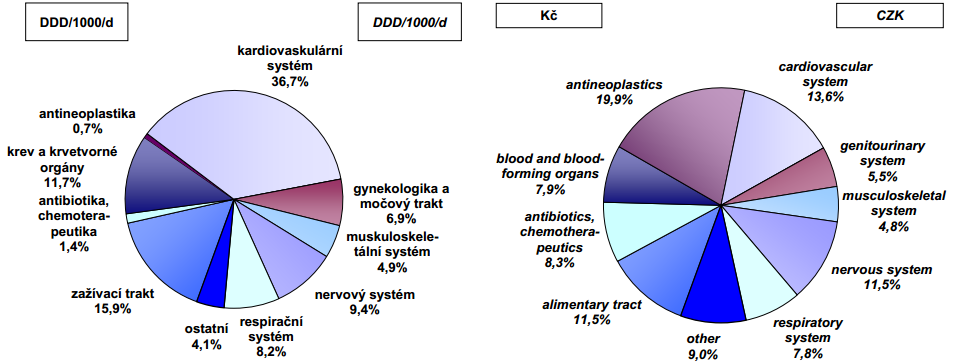 DDD/1000/d
DDD/1000/d
kardiovaskulární
systém
36,7%
antineoplastika
0,7%
krev a krvetvorné
orgány
11,7%
antibiotika,
chemotera-
peutika
1,4%
zažívací trakt
15,9%
ostatní
4,1%
respirační
systém
8,2%
nervový systém
9,4%
muskuloskele-
tální systém
4,9%
gynekologika a
močový trakt
6,9%
Kč
CZK
antineoplastics
19,9%
cardiovascular
system
13,6%
genitourinary
system
5,5%
musculoskeletal
system
4,8%
nervous system
11,5%
respiratory
system
7,8%
other
9,0%
alimentary tract
11,5%
antibiotics,
chemothera-
peutics
8,3%
blood and blood-
forming organs
7,9%